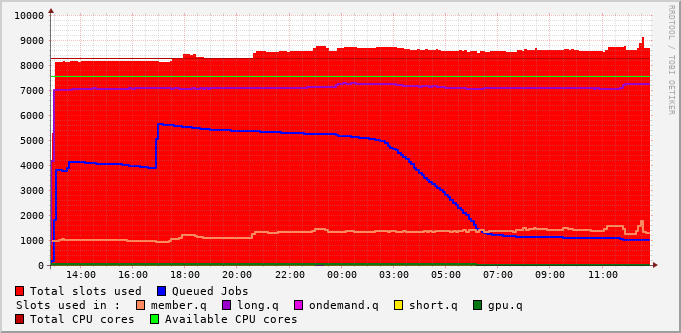 10000
9000
8000
7000
6000
5000
4000
3000
2000
1000
0
14:00 16:00 18:00 20:00 22:00 00:00 03:00 05:00 07:00 09:00 11:00
Total slots used Queued Jobs
Slots used in : member.q long.q ondemand.q short.q gpu.q
Total CPU cores Available CPU cores
RRDTOOL / TOBI OETIKER